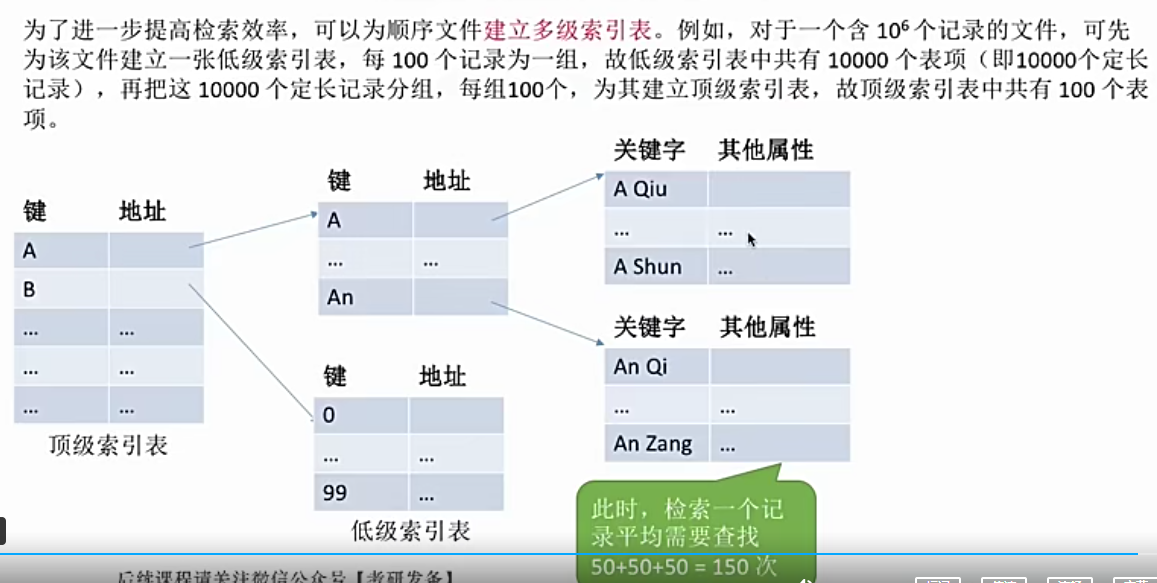 为了进一步提高检索效率，可以为顺序文件建立多级索引表。例如，对于一个含 10⁶ 个记录的文件，可先
为该文件建立一张低级索引表，每 100 个记录为一组，故低级索引表中共有 10000 个表项（即10000个定长
记录），再把这 10000 个定长记录分组，每组100个，为其建立顶级索引表，故顶级索引表中共有 100 个表
项。
键 地址
A
B
... ...
... ...
... ...
顶级索引表
键 地址
A
... ...
An
键 地址
0
... ...
99 ...
低级索引表
关键字 其他属性
A Qiu
... ...
A Shun ...
关键字 其他属性
An Qi
... ...
An Zang ...
此时，检索一个记
录平均需要查找
50+50+50 = 150 次
后续课程请关注微信公众号【考研发条】